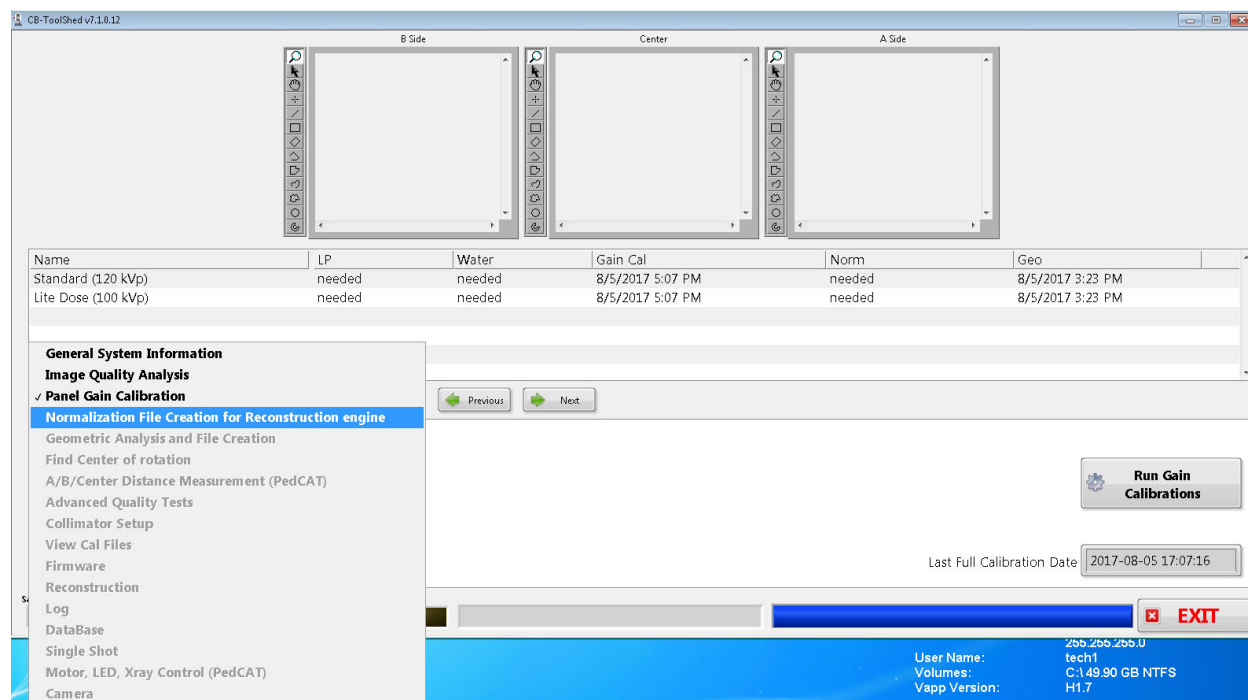 CB-ToolShed v7.1.0.12
B Side Center A Side
Name LP Water Gain Cal Norm Geo
Standard (120 kVp) needed needed 8/5/2017 5:07 PM needed 8/5/2017 3:23 PM
Lite Dose (100 kVp) needed needed 8/5/2017 5:07 PM needed 8/5/2017 3:23 PM
General System Information
Image Quality Analysis
✓ Panel Gain Calibration
Previous Next
Normalization File Creation for Reconstruction engine
Geometric Analysis and File Creation
Find Center of rotation
A/B/Center Distance Measurement (PedCAT)
Advanced Quality Tests
Collimator Setup
View Cal Files
Firmware
Reconstruction
Log
DataBase
Single Shot
Motor, LED, Xray Control (PedCAT)
Camera
Run Gain
Calibrations
Last Full Calibration Date 2017-08-05 17:07:16
EXIT
255.255.255.0
User Name: tech1
Volumes: C:\ 49.90 GB NTFS
Vapp Version: H1.7